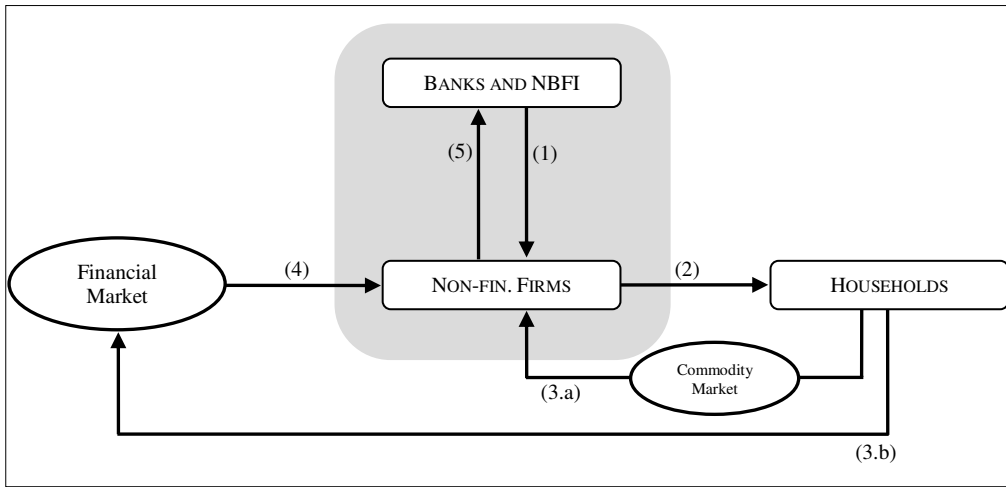 BANKS AND NBFI
(5)
(1)
Financial
Market
(4)
NON-FIN. FIRMS
(2)
HOUSEHOLDS
Commodity
Market
(3.a)
(3.b)